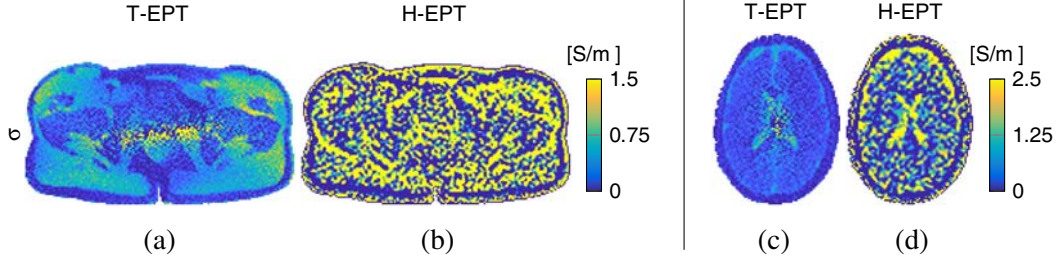 T-EPT
H-EPT
T-EPT
H-EPT
[S/m ]
[S/m ]
1.5
2.5
σ
0.75
1.25
0
0
(a)
(b)
(c)
(d)